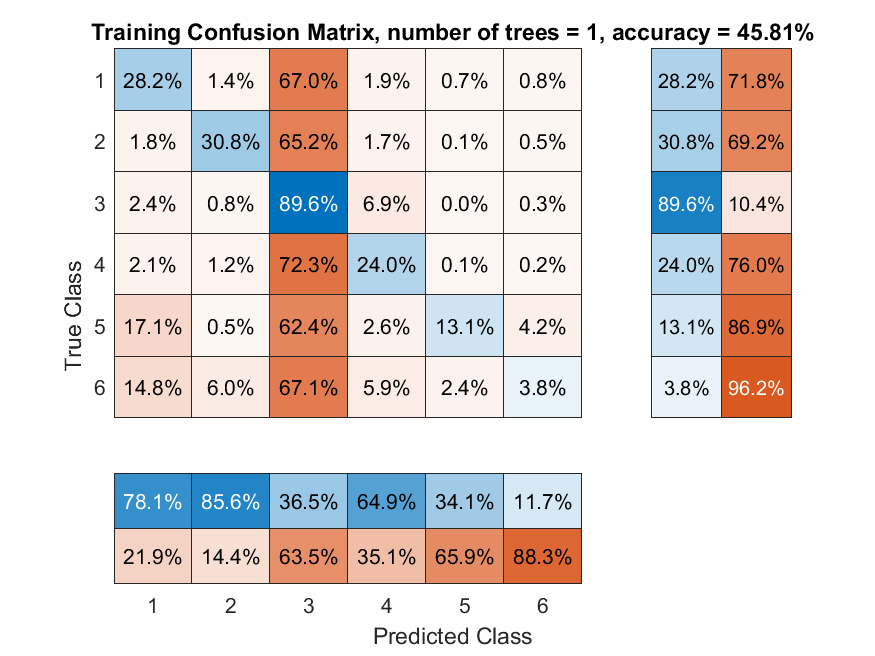 Training Confusion Matrix, number of trees = 1, accuracy = 45.81%
1 28.2% 1.4% 67.0% 1.9% 0.7% 0.8% 28.2% 71.8%
2 1.8% 30.8% 65.2% 1.7% 0.1% 0.5% 30.8% 69.2%
3 2.4% 0.8% 89.6% 6.9% 0.0% 0.3% 89.6% 10.4%
4 2.1% 1.2% 72.3% 24.0% 0.1% 0.2% 24.0% 76.0%
5 17.1% 0.5% 62.4% 2.6% 13.1% 4.2% 13.1% 86.9%
6 14.8% 6.0% 67.1% 5.9% 2.4% 3.8% 3.8% 96.2%
True Class
78.1% 85.6% 36.5% 64.9% 34.1% 11.7%
21.9% 14.4% 63.5% 35.1% 65.9% 88.3%
1 2 3 4 5 6
Predicted Class